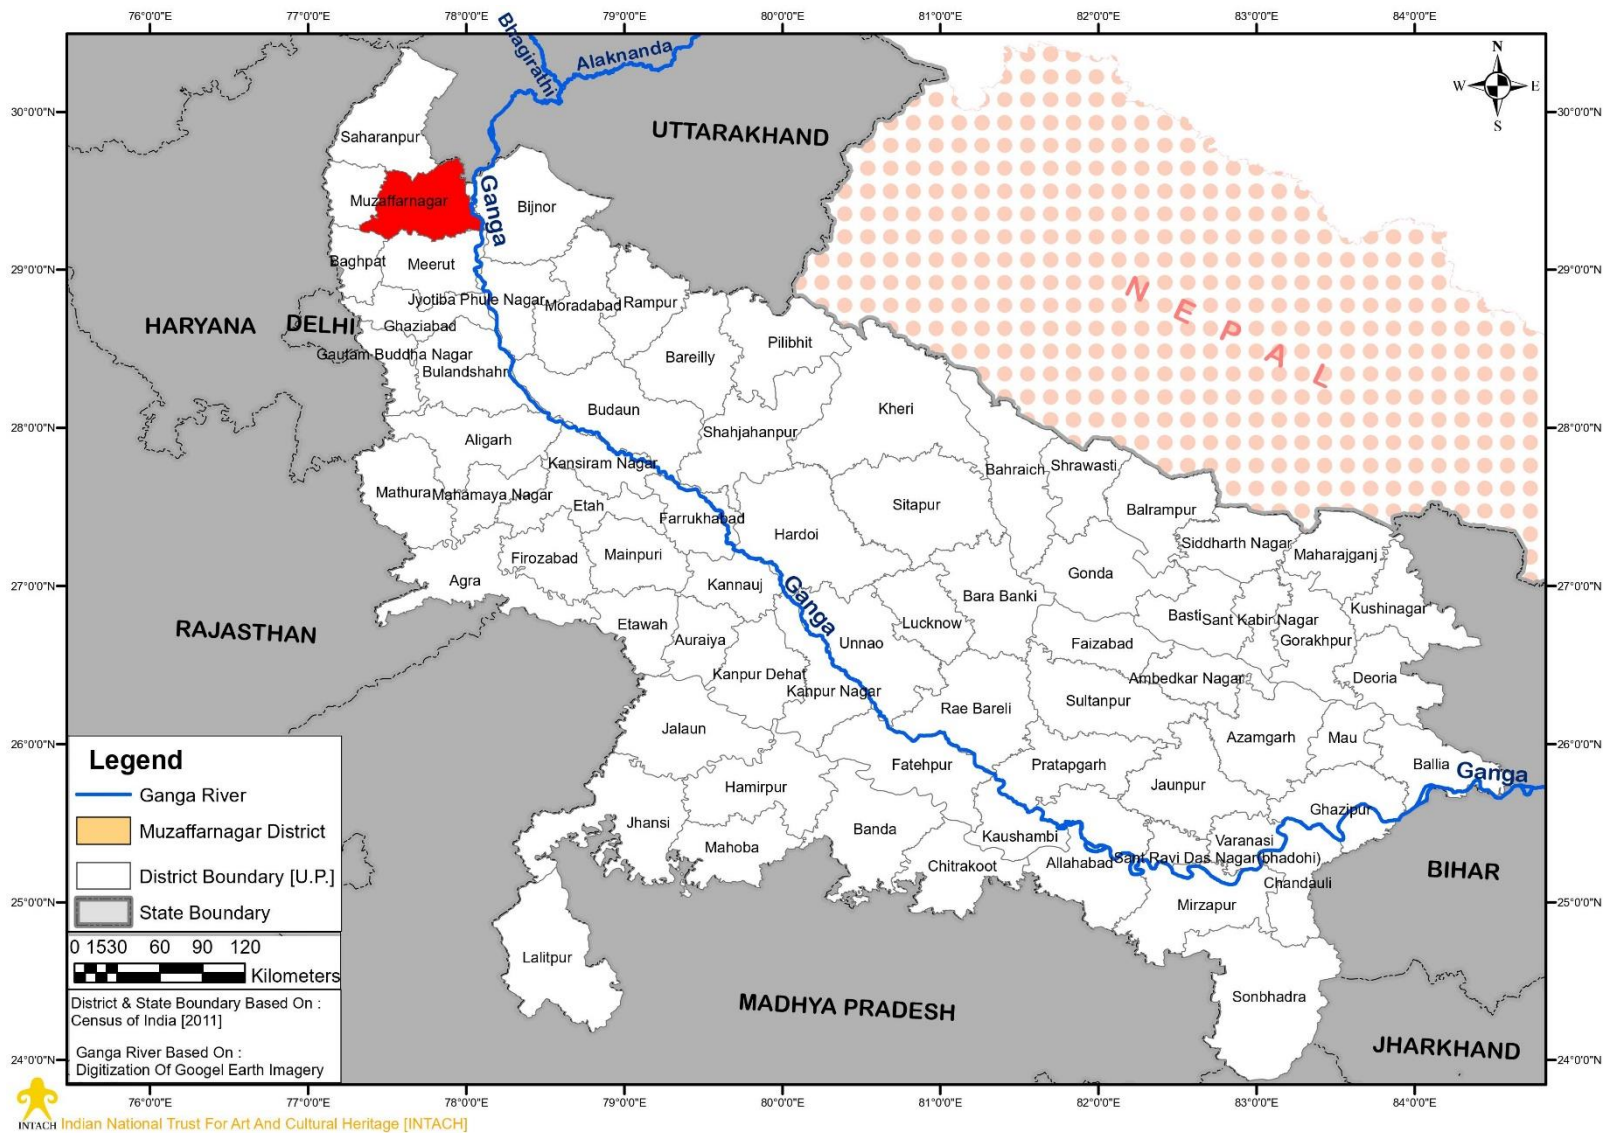 76°0'0"E 77°0'0"E 78°0'0"E 79°0'0"E 80°0'0"E 81°0'0"E 82°0'0"E 83°0'0"E 84°0'0"E
Bhagirathi
Alaknanda
N
W E
S
30°0'0"N 30°0'0"N
UTTARAKHAND
Saharanpur
Muzaffarnagar
Ganga
Bijnor
29°0'0"N 29°0'0"N
Baghpat
Meerut
NEPAL
Jyotiba Phule Nagar
Moradabad
Rampur
HARYANA
DELHI
Ghaziabad
Gautam Buddha Nagar
Bulandshahr
Bareilly
Pilibhit
Budaun
Kheri
28°0'0"N 28°0'0"N
Aligarh
Shahjahanpur
Kansiram Nagar
Bahraich
Shrawasti
Mathura
Mahamaya Nagar
Etah
Farrukhabad
Sitapur
Balrampur
Hardoi
Siddharth Nagar
Maharajganj
Firozabad
Mainpuri
Agra
Kannauj
Gonda
27°0'0"N 27°0'0"N
Ganga
Bara Banki
Basti
Sant Kabir Nagar
Kushinagar
RAJASTHAN
Etawah
Auraiya
Unnao
Lucknow
Faizabad
Gorakhpur
Kanpur Dehat
Kanpur Nagar
Ambedkar Nagar
Deoria
Rae Bareli
Sultanpur
Jalaun
Azamgarh
Mau
26°0'0"N 26°0'0"N
Fatehpur
Pratapgarh
Ballia
Ganga
Hamirpur
Jaunpur
Ghazipur
Jhansi
Mahoba
Banda
Kaushambi
Varanasi
Chitrakoot
Allahabad
Sant Ravi Das Nagar(bhadohi)
BIHAR
Chandauli
25°0'0"N
Mirzapur
Lalitpur
Sonbhadra
MADHYA PRADESH
JHARKHAND
24°0'0"N 24°0'0"N
Legend
Ganga River
Muzaffarnagar District
District Boundary [U.P.]
State Boundary
25°0'0"N
0 1530 60 90 120
Kilometers
District & State Boundary Based On :
Census of India [2011]
Ganga River Based On :
Digitization Of Googel Earth Imagery
76°0'0"E 77°0'0"E 78°0'0"E 79°0'0"E 80°0'0"E 81°0'0"E 82°0'0"E 83°0'0"E 84°0'0"E
INTACH Indian National Trust For Art And Cultural Heritage [INTACH]